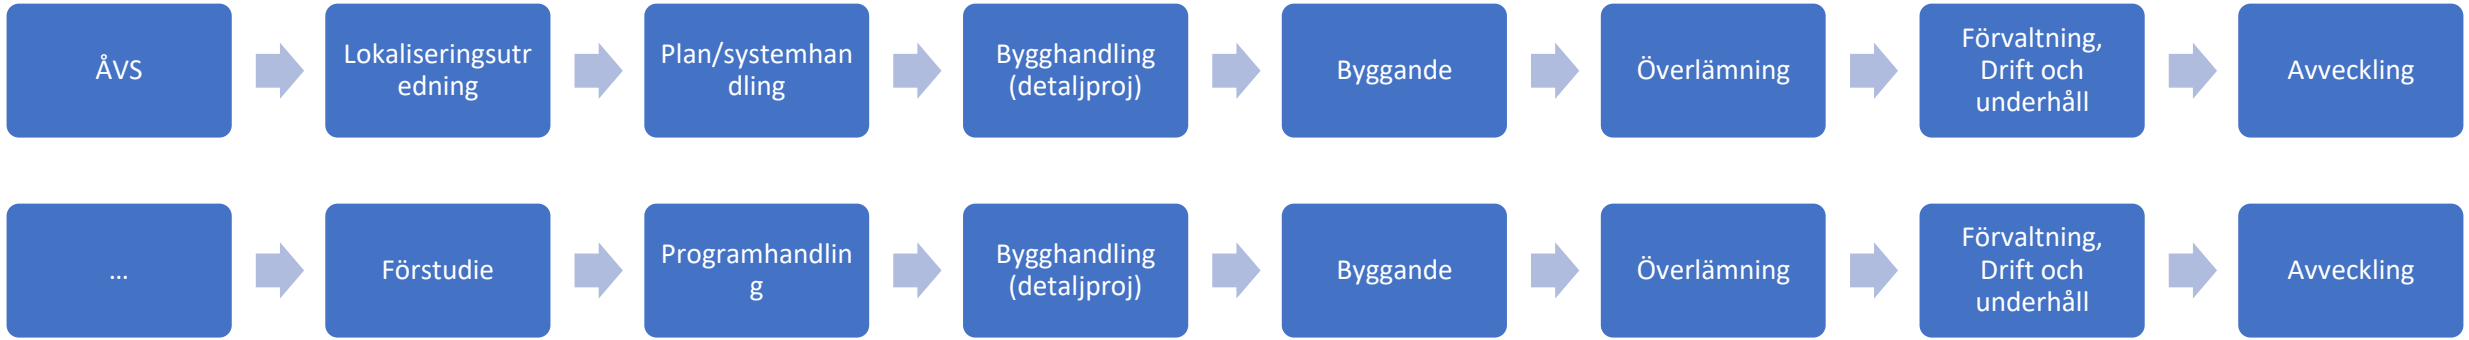 ÅVS
Lokaliseringsutr
edning
Plan/systemhan
dling
Bygghandling
(detaljproj)
Byggande
Överlämning
Förvaltning,
Drift och
underhåll
Avveckling
...
Förstudie
Programhandlin
g
Bygghandling
(detaljproj)
Byggande
Överlämning
Förvaltning,
Drift och
underhåll
Avveckling